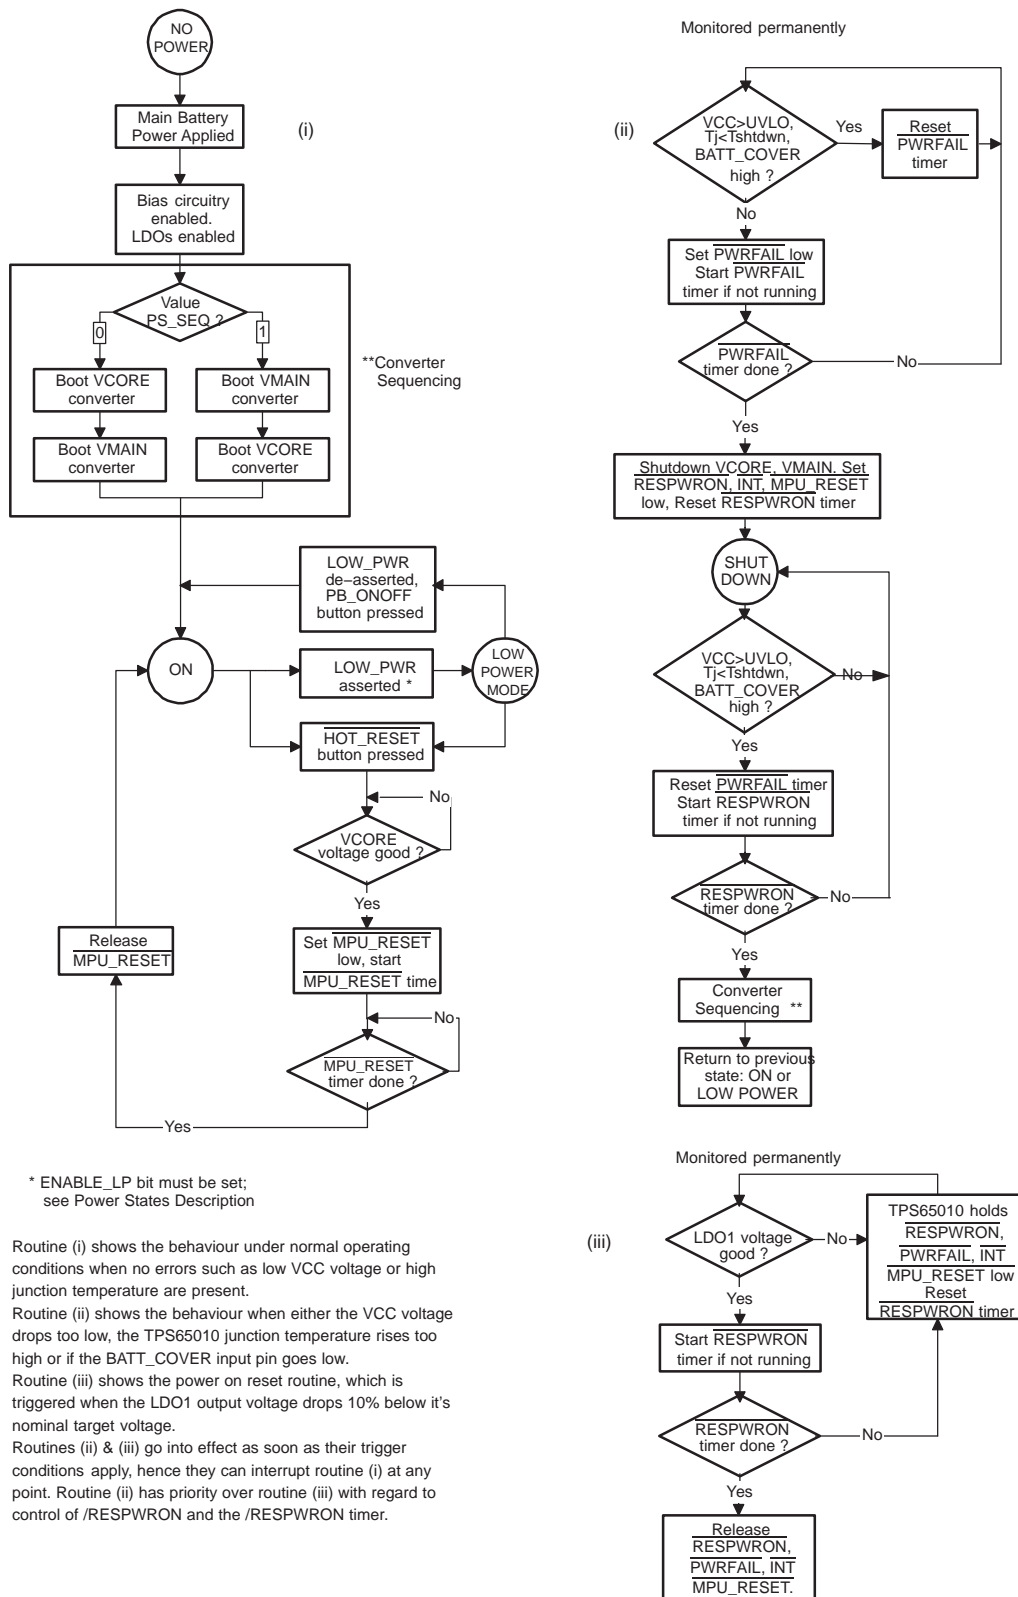 NO
POWER
Main Battery
Power Applied
(i)
Bias circuitry
enabled.
LDOs enabled
Value
PS_SEQ ?
0
1
Boot VCORE
converter
Boot VMAIN
converter
Boot VMAIN
converter
Boot VCORE
converter
**Converter
Sequencing
LOW_PWR
de–asserted,
PB_ONOFF
button pressed
ON
LOW_PWR
asserted *
LOW
POWER
MODE
HOT_RESET
button pressed
No
VCORE
voltage good ?
Yes
Set MPU_RESET
low, start
MPU_RESET time
Release
MPU_RESET
No
MPU_RESET
timer done ?
Yes
* ENABLE_LP bit must be set;
see Power States Description
Routine (i) shows the behaviour under normal operating
conditions when no errors such as low VCC voltage or high
junction temperature are present.
Routine (ii) shows the behaviour when either the VCC voltage
drops too low, the TPS65010 junction temperature rises too
high or if the BATT_COVER input pin goes low.
Routine (iii) shows the power on reset routine, which is
triggered when the LDO1 output voltage drops 10% below it's
nominal target voltage.
Routines (ii) & (iii) go into effect as soon as their trigger
conditions apply, hence they can interrupt routine (i) at any
point. Routine (ii) has priority over routine (iii) with regard to
control of /RESPWRON and the /RESPWRON timer.
Monitored permanently
(ii)
VCC>UVLO,
Tj<Tshtdwn,
BATT_COVER
high ?
Yes
Reset
PWRFAIL
timer
No
Set PWRFAIL low
Start PWRFAIL
timer if not running
PWRFAIL
timer done ?
No
Yes
Shutdown VCORE, VMAIN. Set
RESPWRON, INT, MPU_RESET
low, Reset RESPWRON timer
SHUT
DOWN
VCC>UVLO,
Tj<Tshtdwn,
BATT_COVER
high ?
No
Yes
Reset PWRFAIL timer
Start RESPWRON
timer if not running
RESPWRON
timer done ?
No
Yes
Converter
Sequencing **
Return to previous
state: ON or
LOW POWER
Monitored permanently
(iii)
LDO1 voltage
good ?
No
TPS65010 holds
RESPWRON,
PWRFAIL, INT
MPU_RESET low
Reset
RESPWRON timer
Yes
Start RESPWRON
timer if not running
RESPWRON
timer done ?
No
Yes
Release
RESPWRON,
PWRFAIL, INT
MPU_RESET.